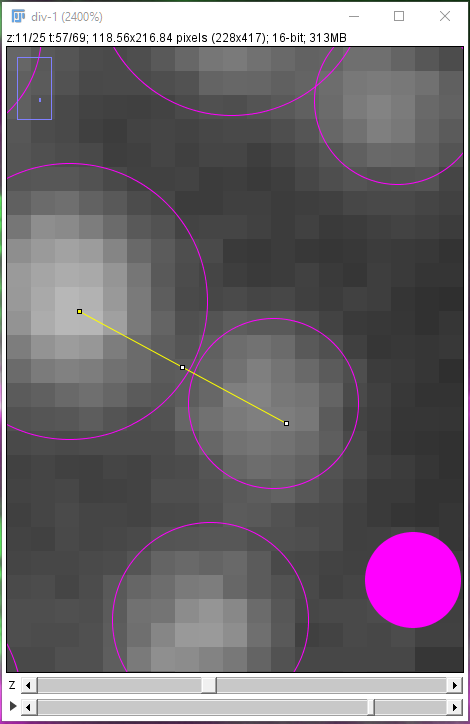 div-1 (2400%)
z:11/25 t:57/69; 118.56x216.84 pixels (228x417); 16-bit; 313MB
z